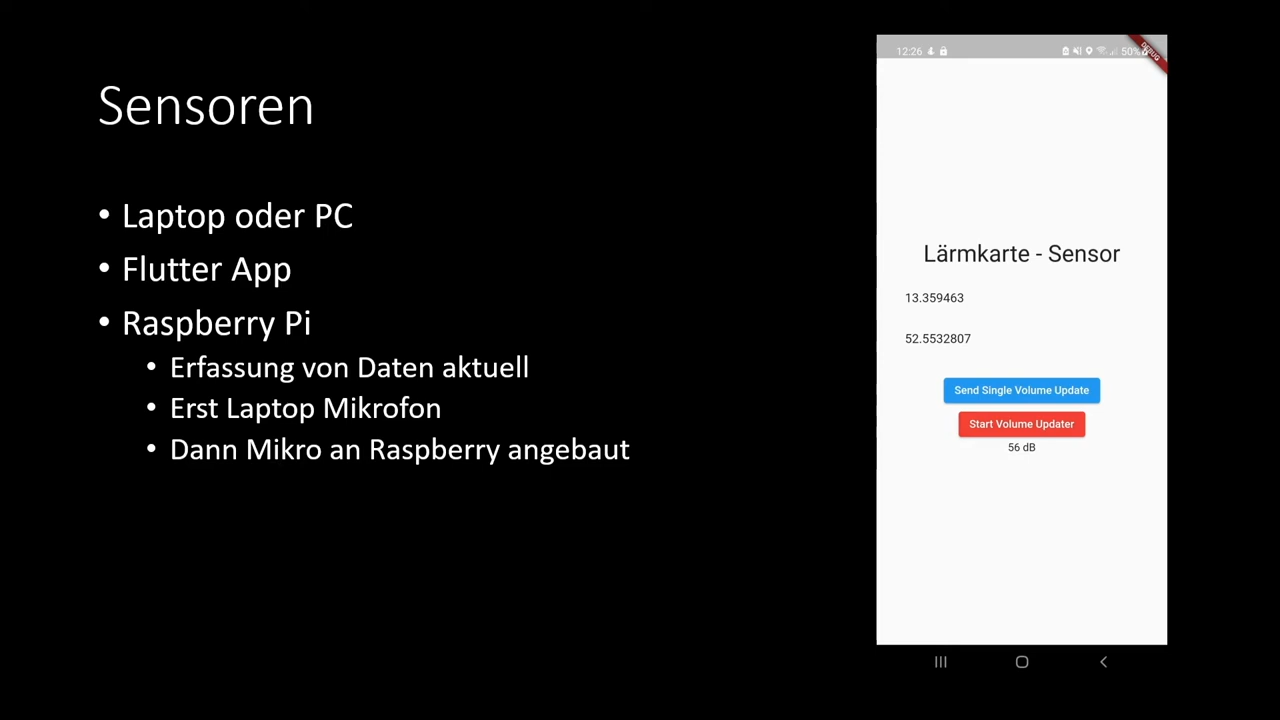 Sensoren
• Laptop oder PC
• Flutter App
• Raspberry Pi
• Erfassung von Daten aktuell
• Erst Laptop Mikrofon
• Dann Mikro an Raspberry angebaut
12:26
50%
DEBUG
Lärmkarte - Sensor
13.359463
52.5532807
Send Single Volume Update
Start Volume Updater
56 dB